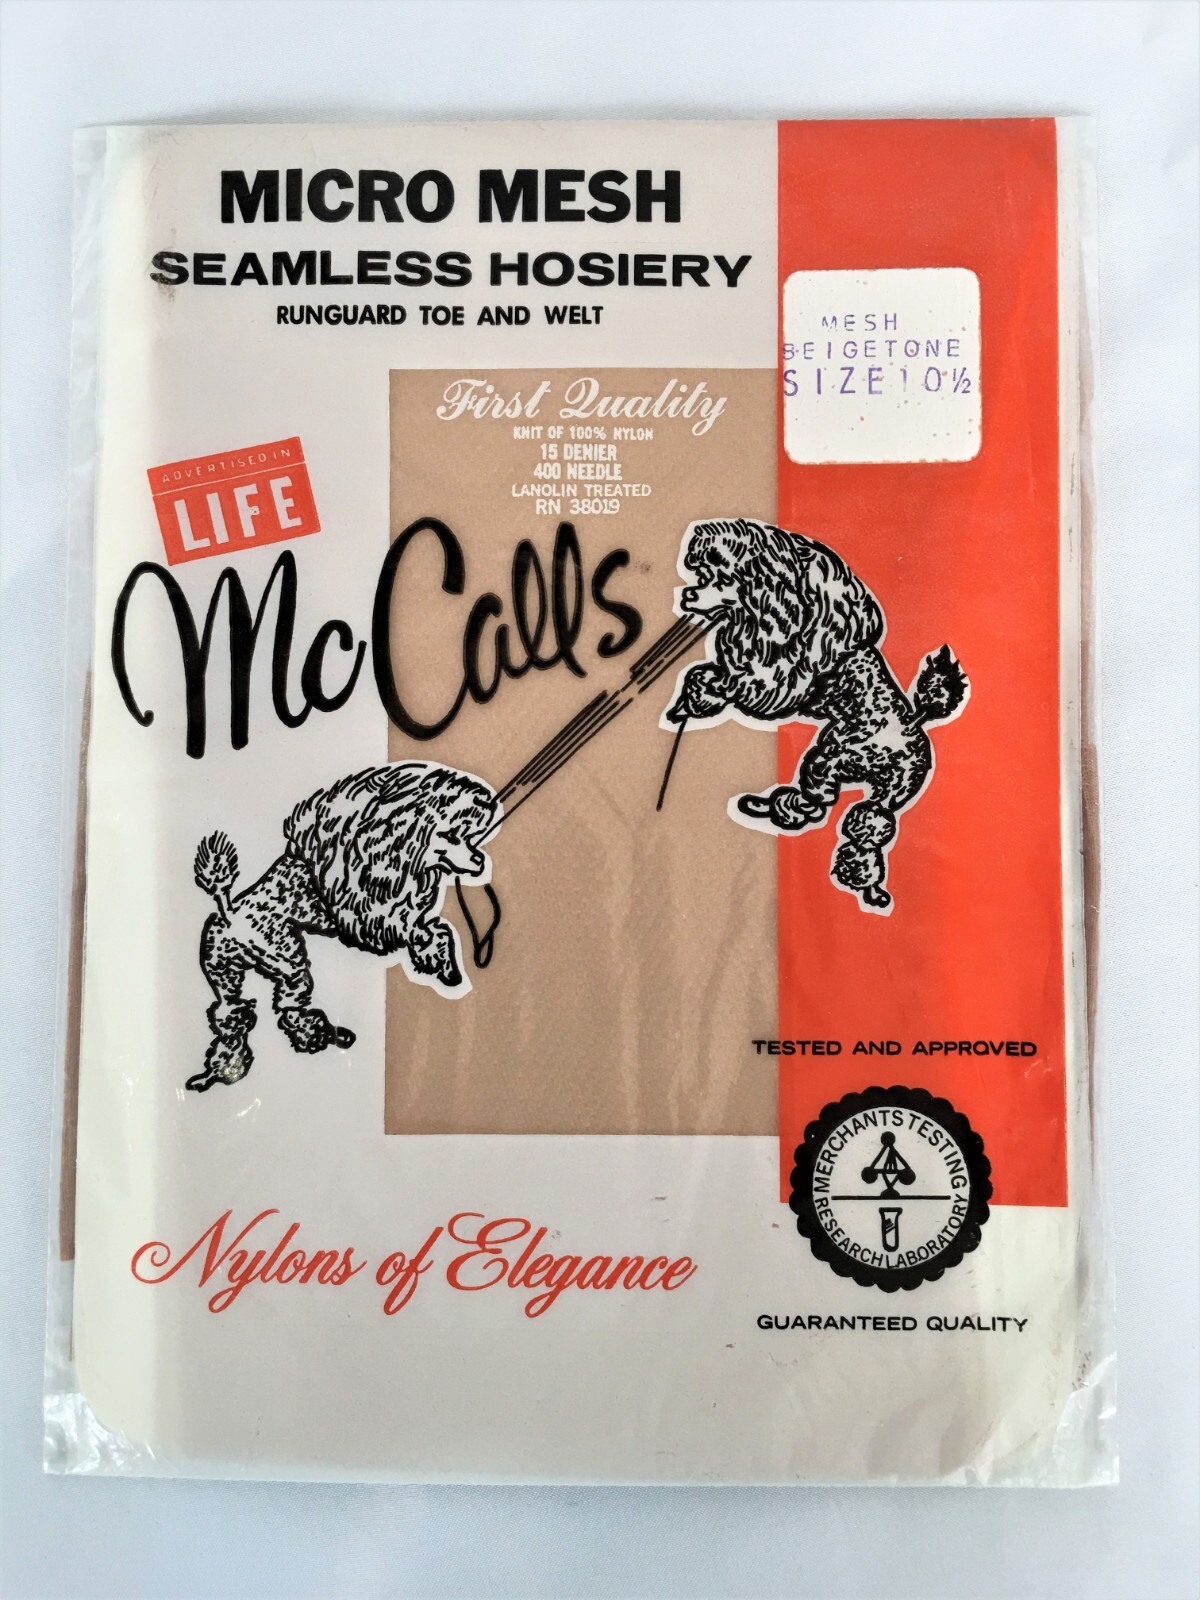 MICRO MESH
SEAMLESS HOSIERY
RUNGUARD TOE AND WELT
MESH
BEIGETONE
SIZE 10½
First Quality
KNIT OF 100% NYLON
15 DENIER
400 NEEDLE
LANOLIN TREATED
RN 38019
ADVERTISED IN
LIFE
McCalls
TESTED AND APPROVED
MERCHANTS TESTING
RESEARCH LABORATORY
Nylons of Elegance
GUARANTEED QUALITY